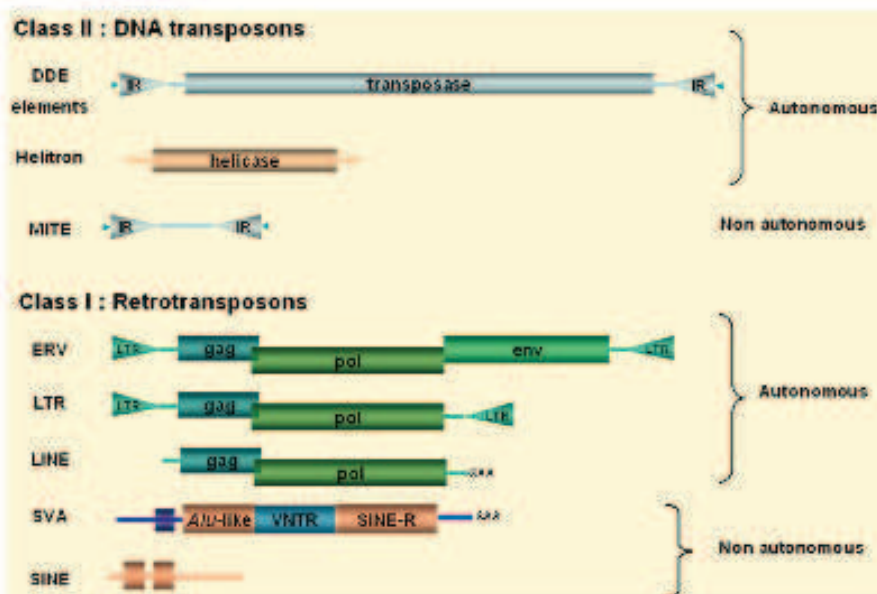 Class II : DNA transposons
DDE
elements
IR transposase IR
Autonomous
Helitron helicase
MITE IR IR
Non autonomous
Class I : Retrotransposons
ERV LTR gag pol env LTR
LTR LTR gag pol LTR
Autonomous
LINE gag pol AAA
SVA Alu-like VNTR SINE-R AAA
Non autonomous
SINE